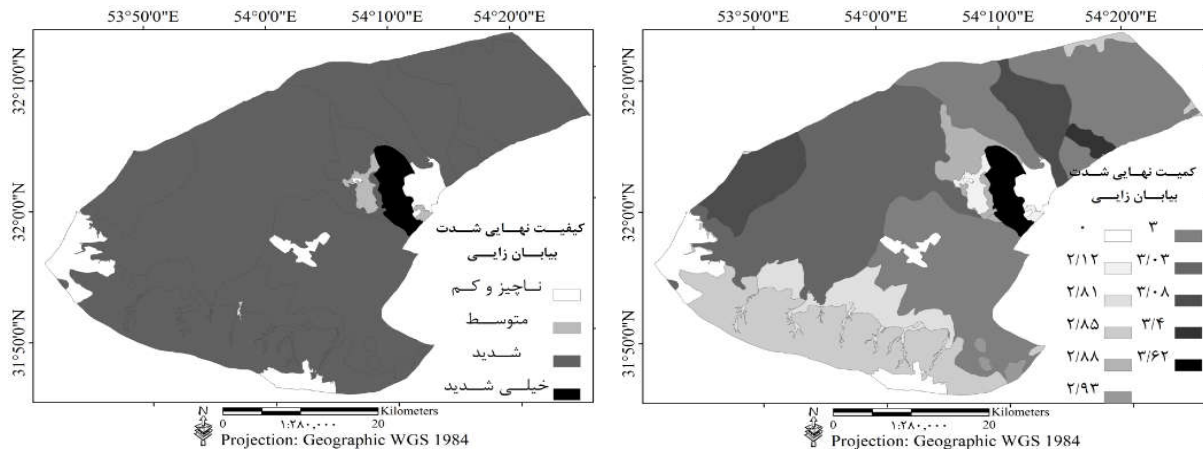 53°50'0"E 54°0'0"E 54°10'0"E 54°20'0"E
32°10'0"N
32°0'0"N
31°50'0"N
کیفیت نهایی شدت
بیابان زایی
ناچیز و کم
متوسط
شدید
خیلی شدید
N
Kilometers
0 ۱:۲۸۰,۰۰۰ 20
Projection: Geographic WGS 1984
53°50'0"E 54°0'0"E 54°10'0"E 54°20'0"E
32°10'0"N
32°0'0"N
31°50'0"N
کمیت نهایی شدت
بیابان زایی
۰ ۳
۲/۱۲ ۳/۰۳
۲/۸۱ ۳/۰۸
۲/۸۵ ۳/۴
۲/۸۸ ۳/۶۲
۲/۹۳
N
Kilometers
0 ۱:۲۸۰,۰۰۰ 20
Projection: Geographic WGS 1984